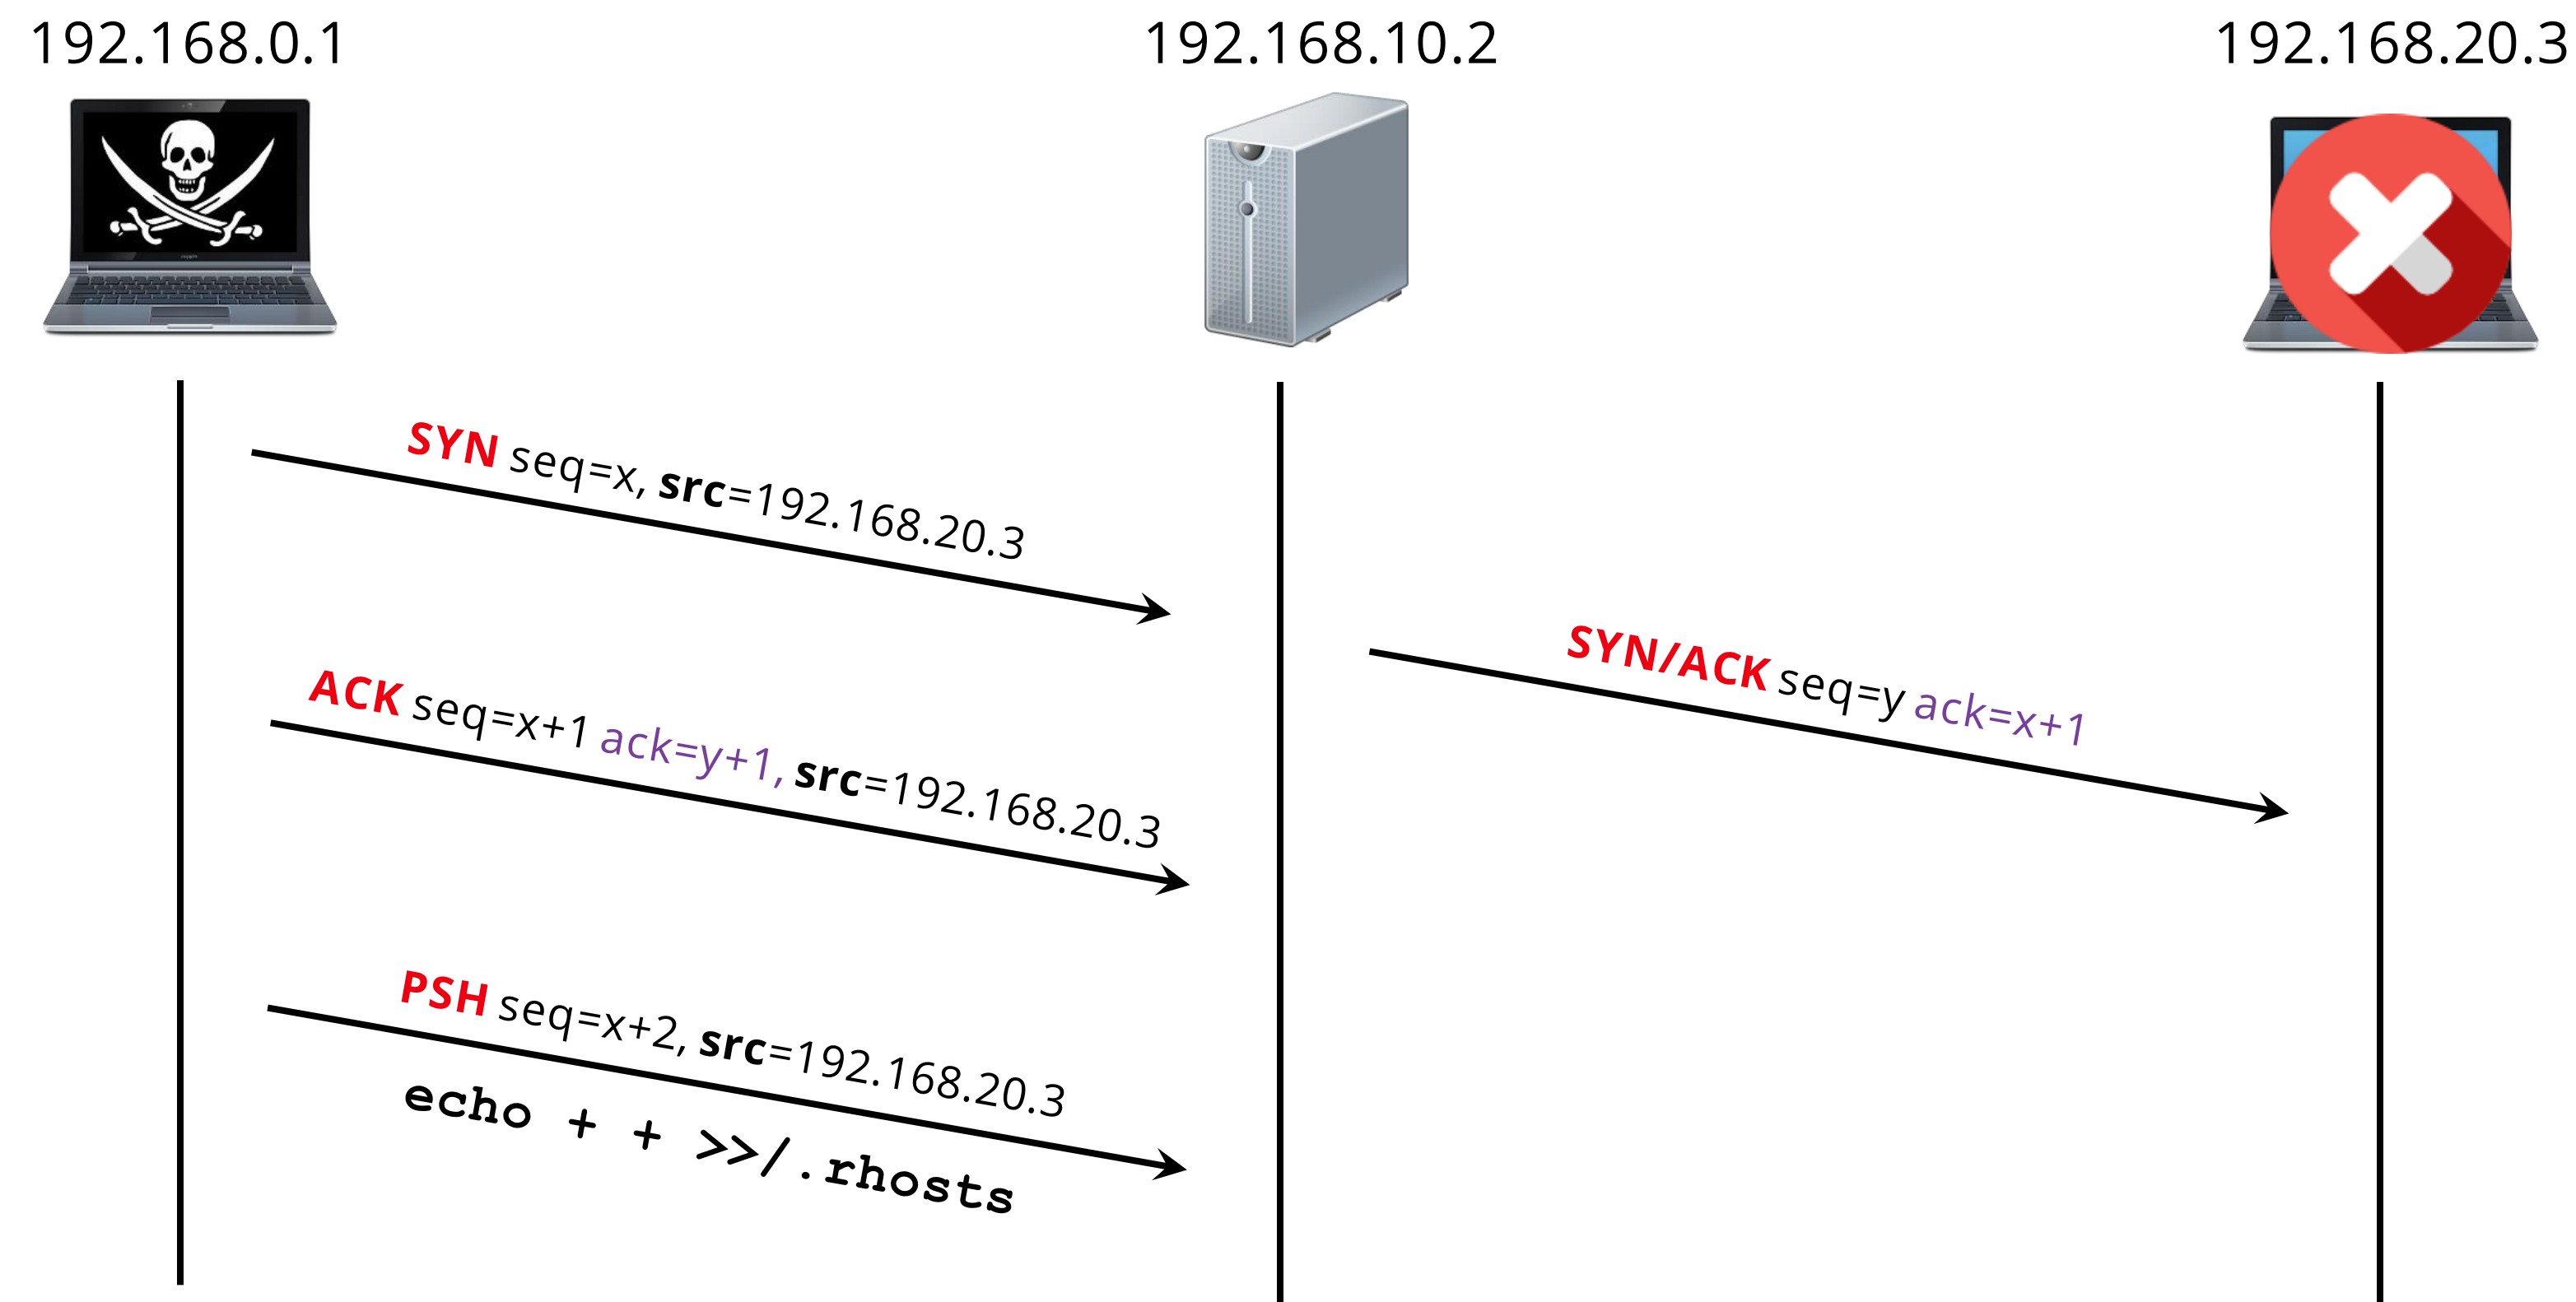 192.168.0.1
192.168.10.2
192.168.20.3
SYN seq=x, src=192.168.20.3
SYN/ACK seq=y ack=x+1
ACK seq=x+1 ack=y+1, src=192.168.20.3
PSH seq=x+2, src=192.168.20.3
echo + + >>/.rhosts